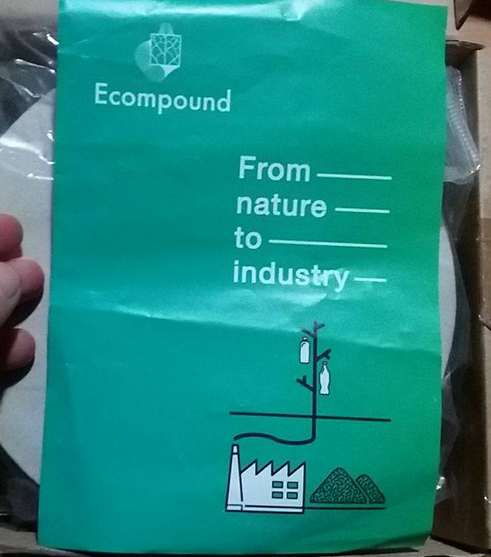 Ecompound
From
nature
to
industry